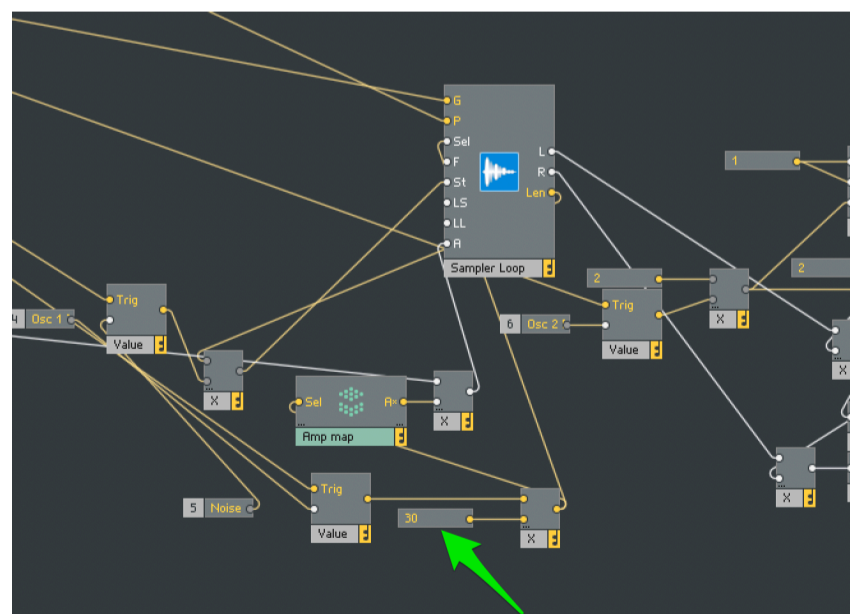 G
P
Sel
F
St
LS
LL
A
L
R
Len
Sampler Loop
1
2
2
Trig
Value
4 Osc 1
Trig
Value
6 Osc 2
X
X
X
Sel A×
Amp map
X
Trig
Value
5 Noise
30
X
X